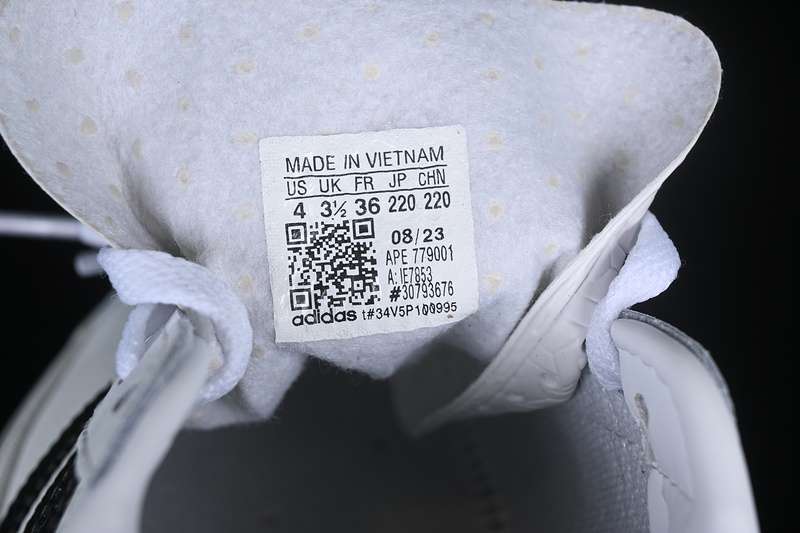 MADE IN VIETNAM
US UK FR JP CHN
4 3½ 36 220 220
08/23
APE 779001
A: IE7853
#30793676
adidas t#34V5P100995